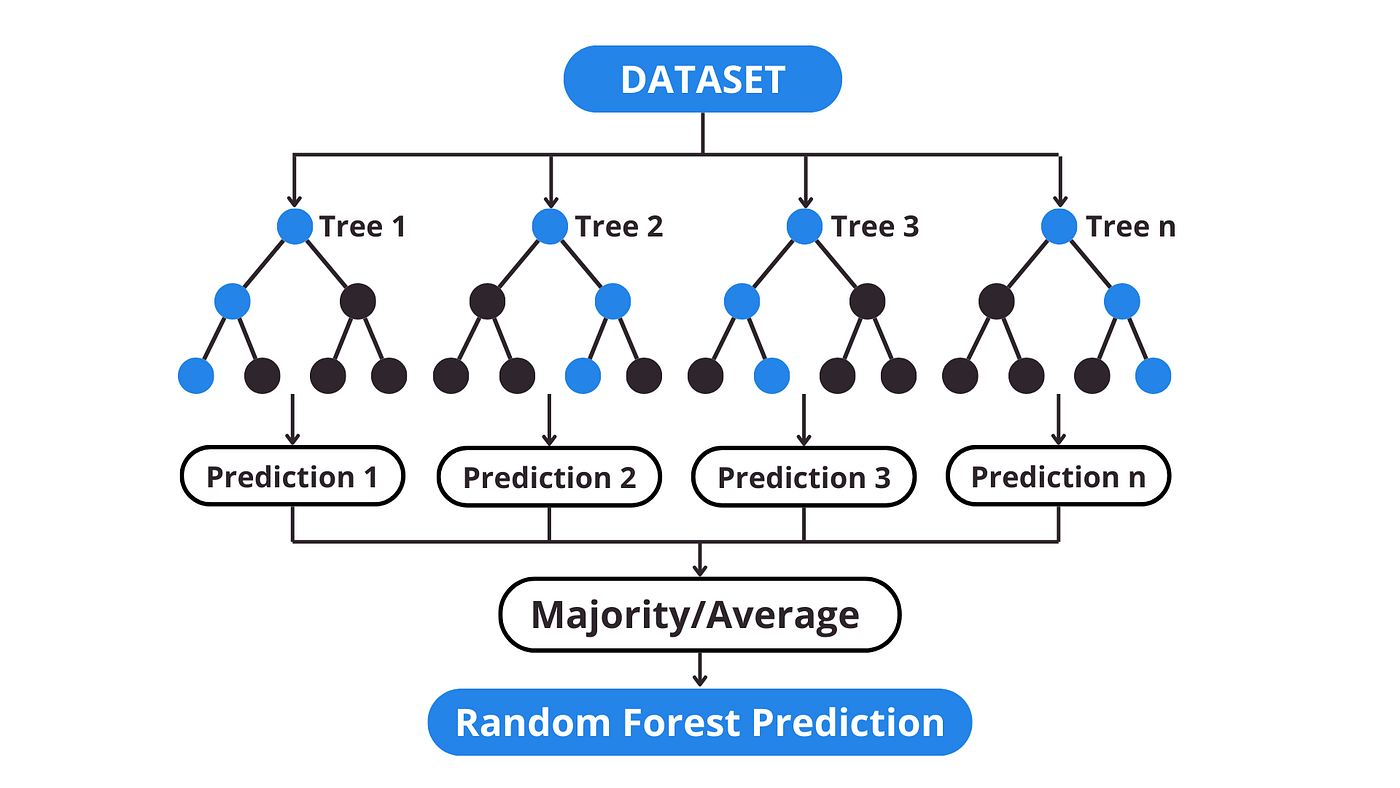 DATASET
Tree 1
Tree 2
Tree 3
Tree n
Prediction 1
Prediction 2
Prediction 3
Prediction n
Majority/Average
Random Forest Prediction